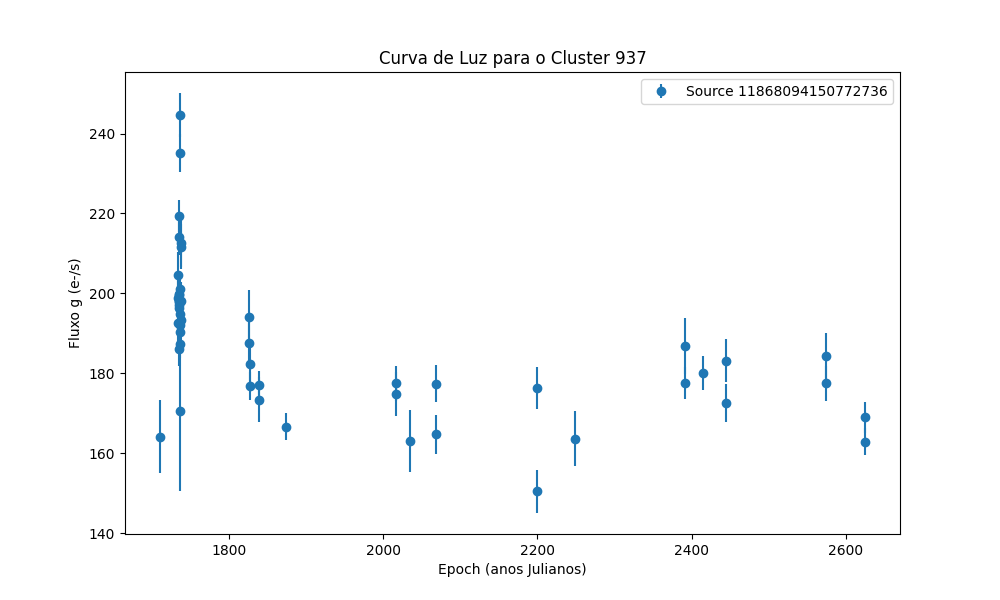 Curva de Luz para o Cluster 937
Source 11868094150772736
240
220
200
180
160
140
Fluxo g (e-/s)
1800
2000
2200
2400
2600
Epoch (anos Julianos)